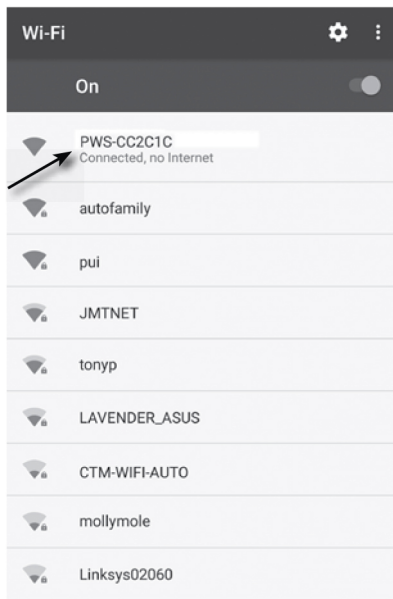 Wi-Fi
On
PWS-CC2C1C
Connected, no Internet
autofamily
pui
JMTNET
tonyp
LAVENDER_ASUS
CTM-WIFI-AUTO
mollymole
Linksys02060